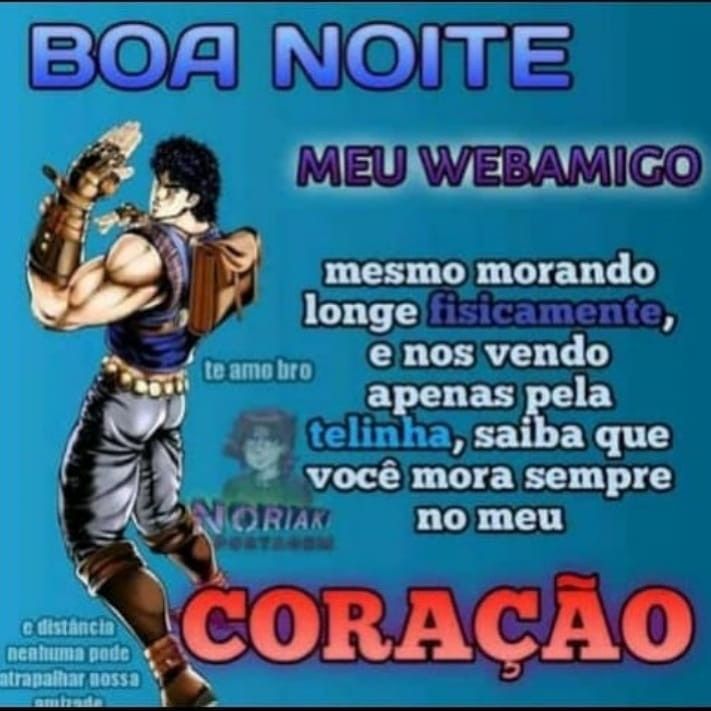 BOA NOITE
MEU WEBAMIGO
mesmo morando
longe fisicamente,
e nos vendo
apenas pela
telinha, saiba que
você mora sempre
no meu
CORAÇÃO
te amo bro
NORIAKI
POSTAGEM
e distância
nenhuma pode
atrapalhar nossa
amizade